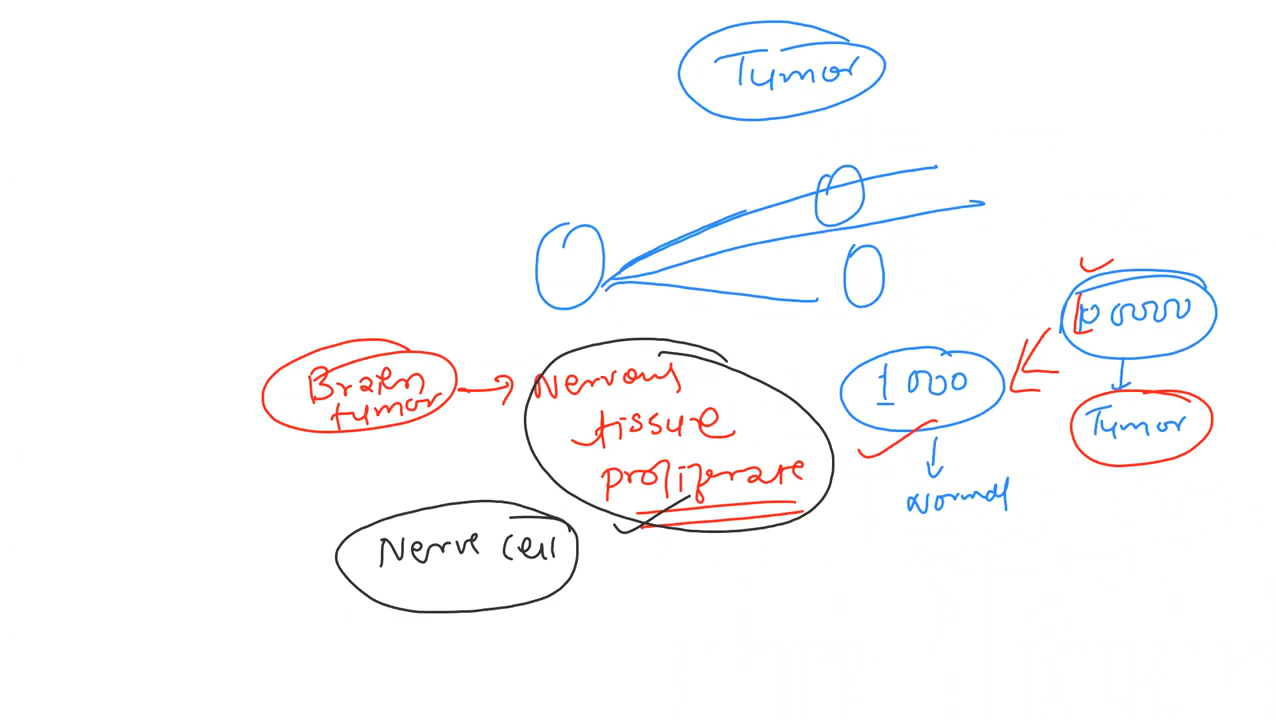 Tumor
1000
Tumor
Normal
Brain
tumor
Nervous
tissue
proliferate
Nerve cell